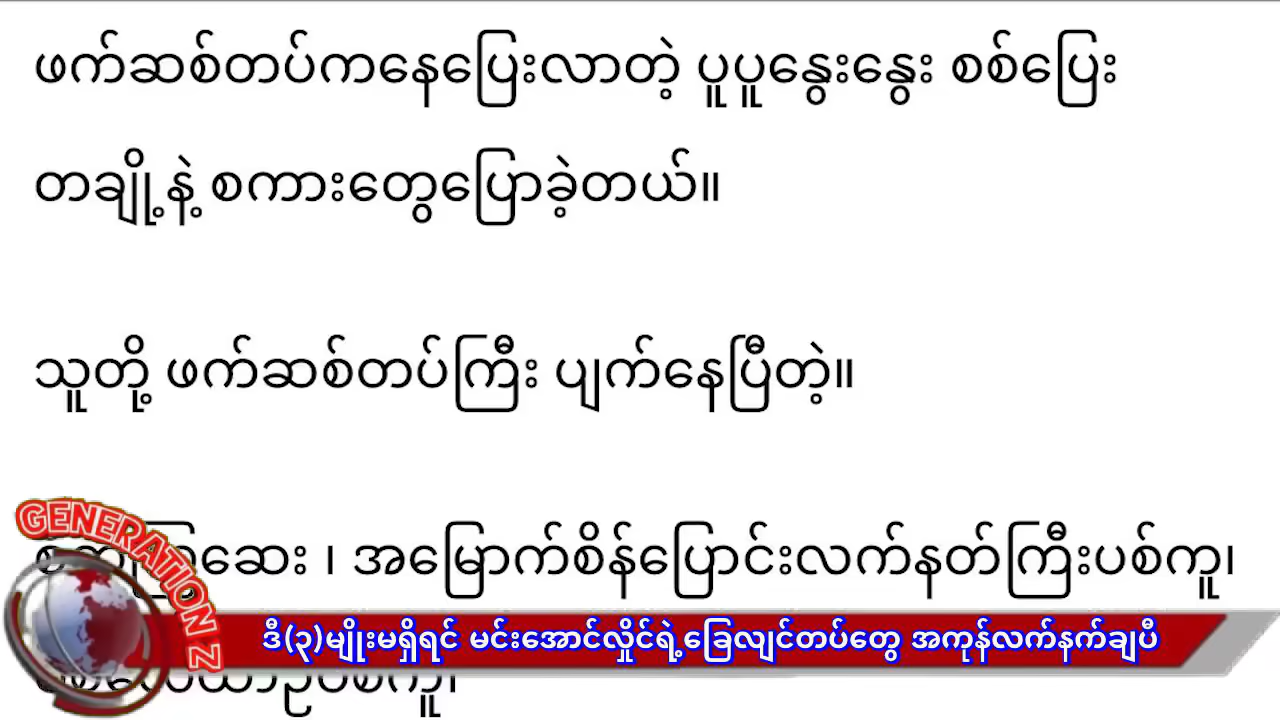 ဖက်ဆစ်တပ်ကနေပြေးလာတဲ့ ပူပူနွေးနွေး စစ်ပြေး
တချို့နဲ့ စကားတွေပြောခဲ့တယ်။
သူတို့ ဖက်ဆစ်တပ်ကြီး ပျက်နေပြီတဲ့။
ဆေး ၊ အမြောက်စိန်ပြောင်းလက်နတ်ကြီးပစ်ကူ၊
GENERATION Z
ဒီ(၃)မျိုးမရှိရင် မင်းအောင်လှိုင်ရဲ့ခြေလျင်တပ်တွေ အကုန်လက်နက်ချပီ